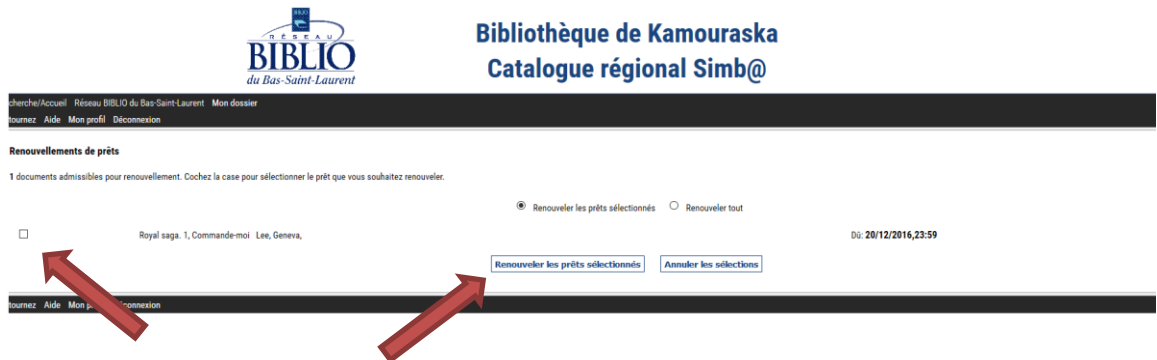 BIBLIO
RÉSEAU
BIBLIO
du Bas-Saint-Laurent
Bibliothèque de Kamouraska
Catalogue régional Simb@
cherche/Accueil Réseau BIBLIO du Bas-Saint-Laurent Mon dossier
tournez Aide Mon profil Déconnexion
Renouvellements de prêts
1 documents admissibles pour renouvellement. Cochez la case pour sélectionner le prêt que vous souhaitez renouveler.
Renouveler les prêts sélectionnés Renouveler tout
Royal saga. 1, Commande-moi Lee, Geneva, Dû: 20/12/2016,23:59
Renouveler les prêts sélectionnés Annuler les sélections
tournez Aide Mon p connexion